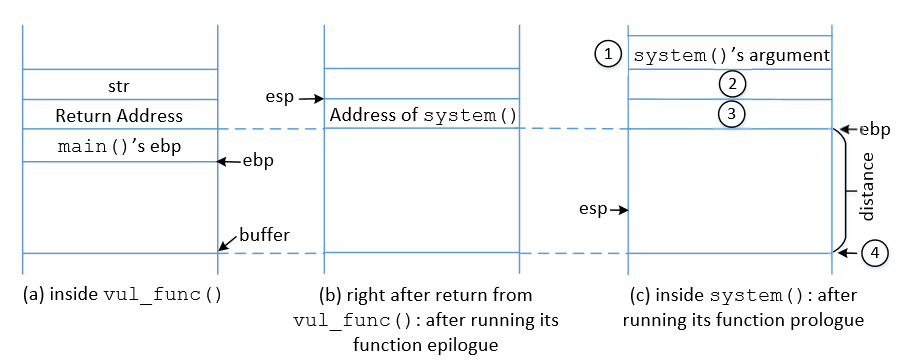 str
Return Address
main()'s ebp
ebp
buffer
(a) inside vul_func()
esp
Address of system()
(b) right after return from
vul_func(): after running its
function epilogue
1
system()'s argument
2
3
ebp
distance
esp
4
(c) inside system(): after
running its function prologue